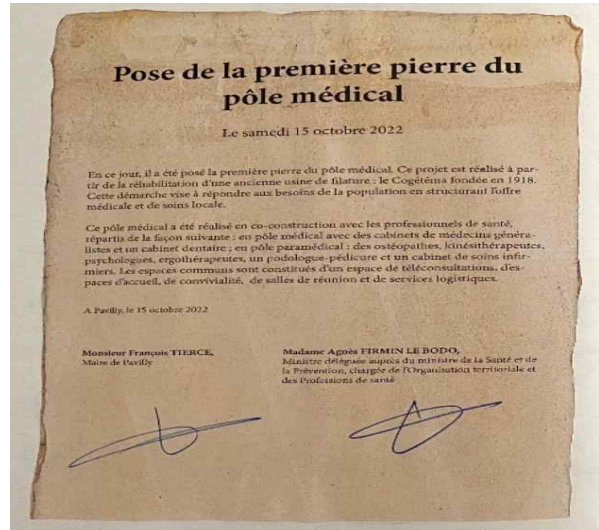 Pose de la première pierre du
pôle médical
Le samedi 15 octobre 2022
En ce jour, il a été posé la première pierre du pôle médical. Ce projet est réalisé à par-
tir de la réhabilitation d'une ancienne usine de filature : le Cogétéma fondée en 1918.
Cette démarche vise à répondre aux besoins de la population en structurant l'offre
médicale et de soins locale.
Ce pôle médical a été réalisé en co-construction avec les professionnels de santé,
répartis de la façon suivante : en pôle médical avec des cabinets de médecins généra-
listes et un cabinet dentaire ; en pôle paramédical : des ostéopathes, kinésithérapeutes,
psychologues, ergothérapeutes, un podologue-pédicure et un cabinet de soins infir-
miers. Les espaces communs sont constitués d'un espace de téléconsultations, d'es-
paces d'accueil, de convivialité, de salles de réunion et de services logistiques.
A Pavilly, le 15 octobre 2022
Monsieur François TIERCE,
Maire de Pavilly
Madame Agnès FIRMIN LE BODO,
Ministre déléguée auprès du ministre de la Santé et de
la Prévention, chargée de l'Organisation territoriale et
des Professions de santé